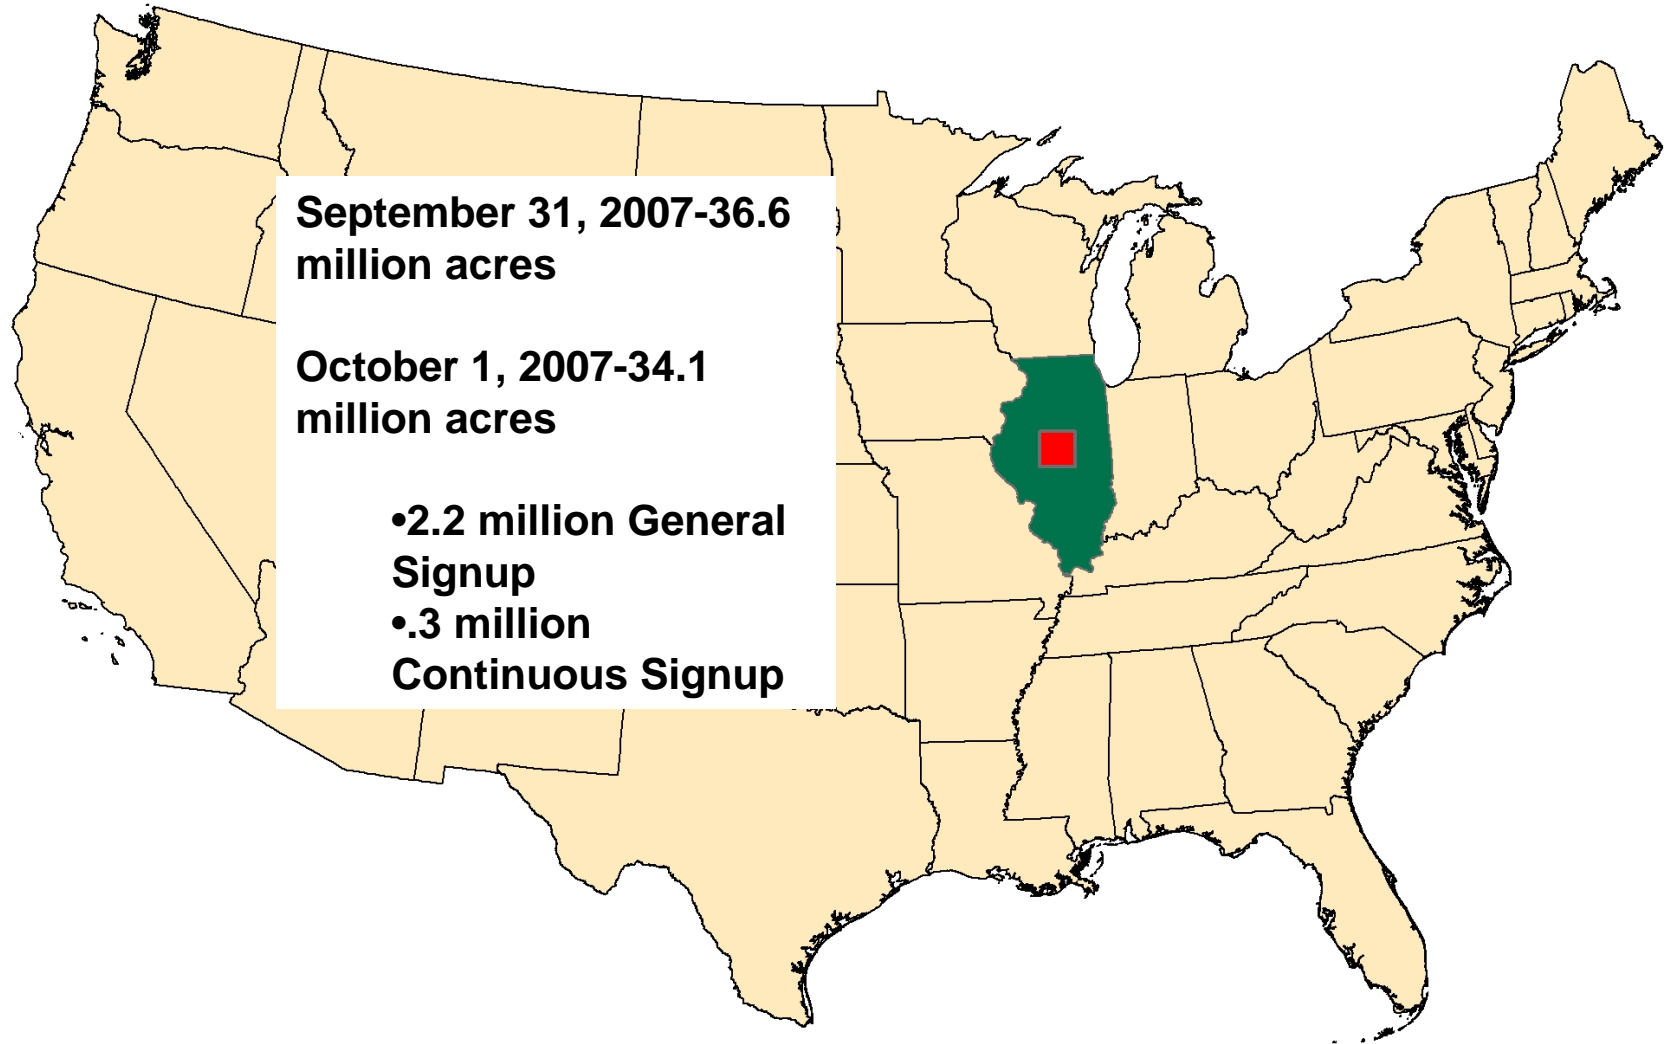 September 31, 2007-36.6
million acres
October 1, 2007-34.1
million acres
•2.2 million General
Signup
•.3 million
Continuous Signup